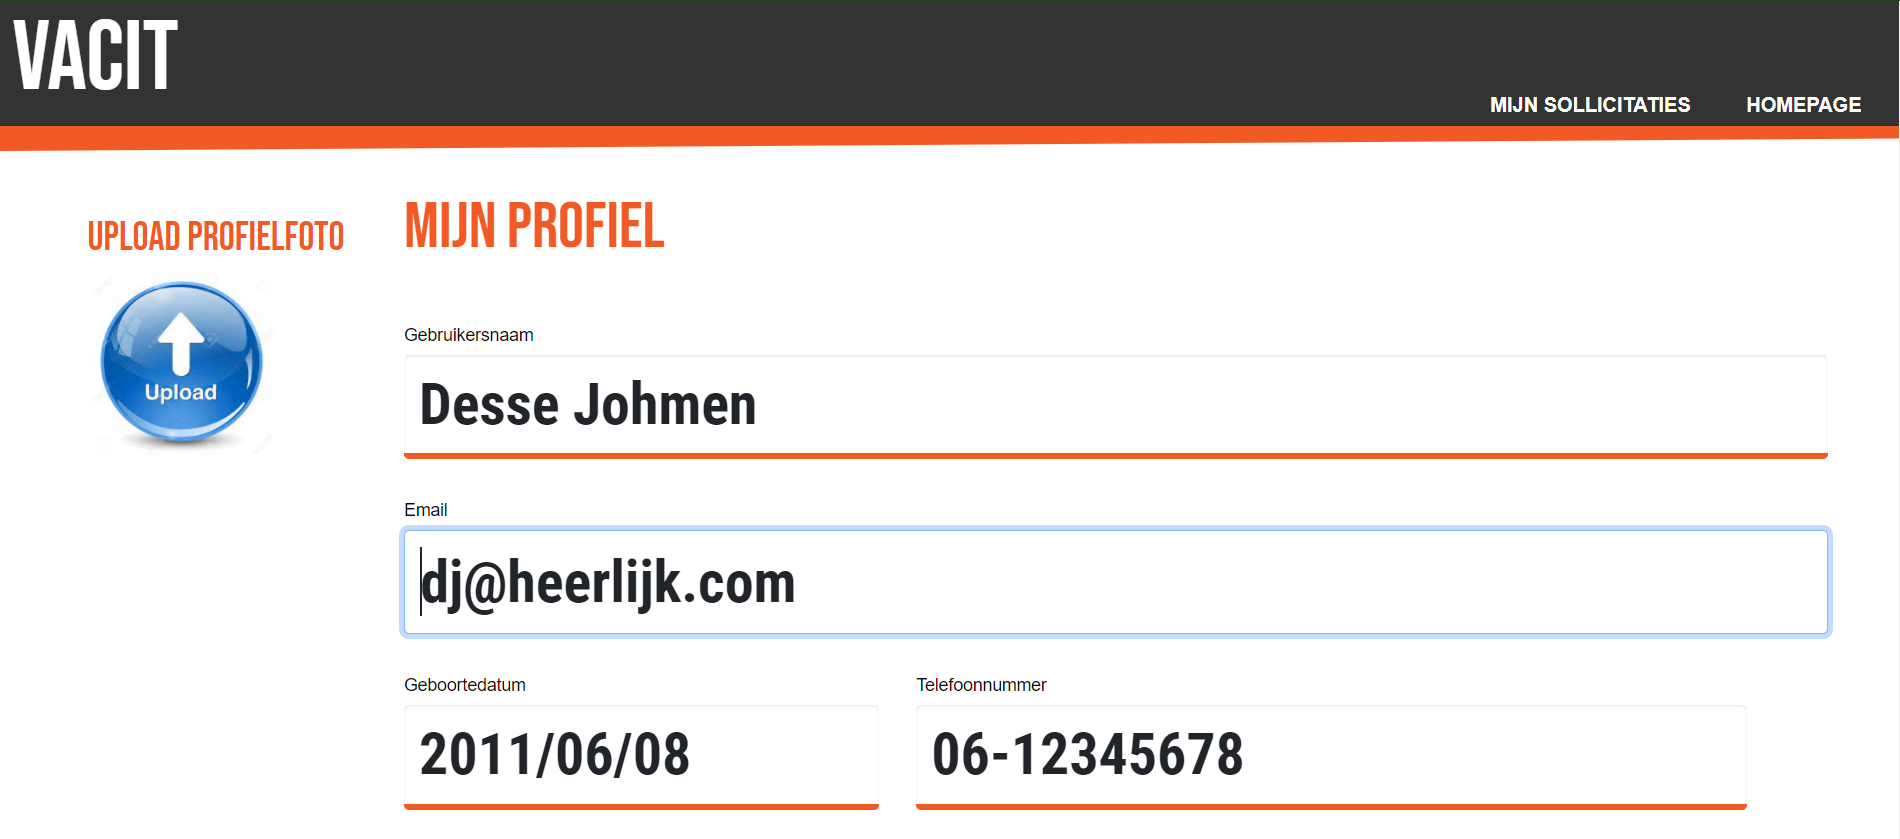 VACIT
MIJN SOLLICITATIES HOMEPAGE
UPLOAD PROFIELFOTO
Upload
MIJN PROFIEL
Gebruikersnaam
Desse Johmen
Email
dj@heerlijk.com
Geboortedatum Telefoonnummer
2011/06/08 06-12345678